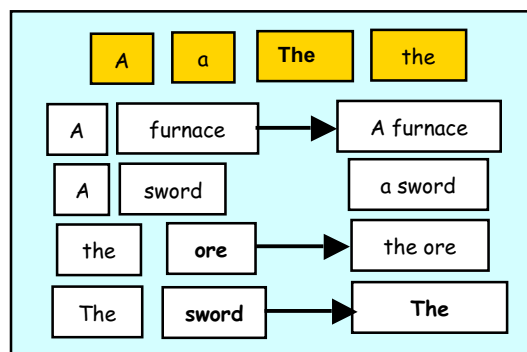 A a The the
A furnace A furnace
A sword a sword
the ore the ore
The sword The